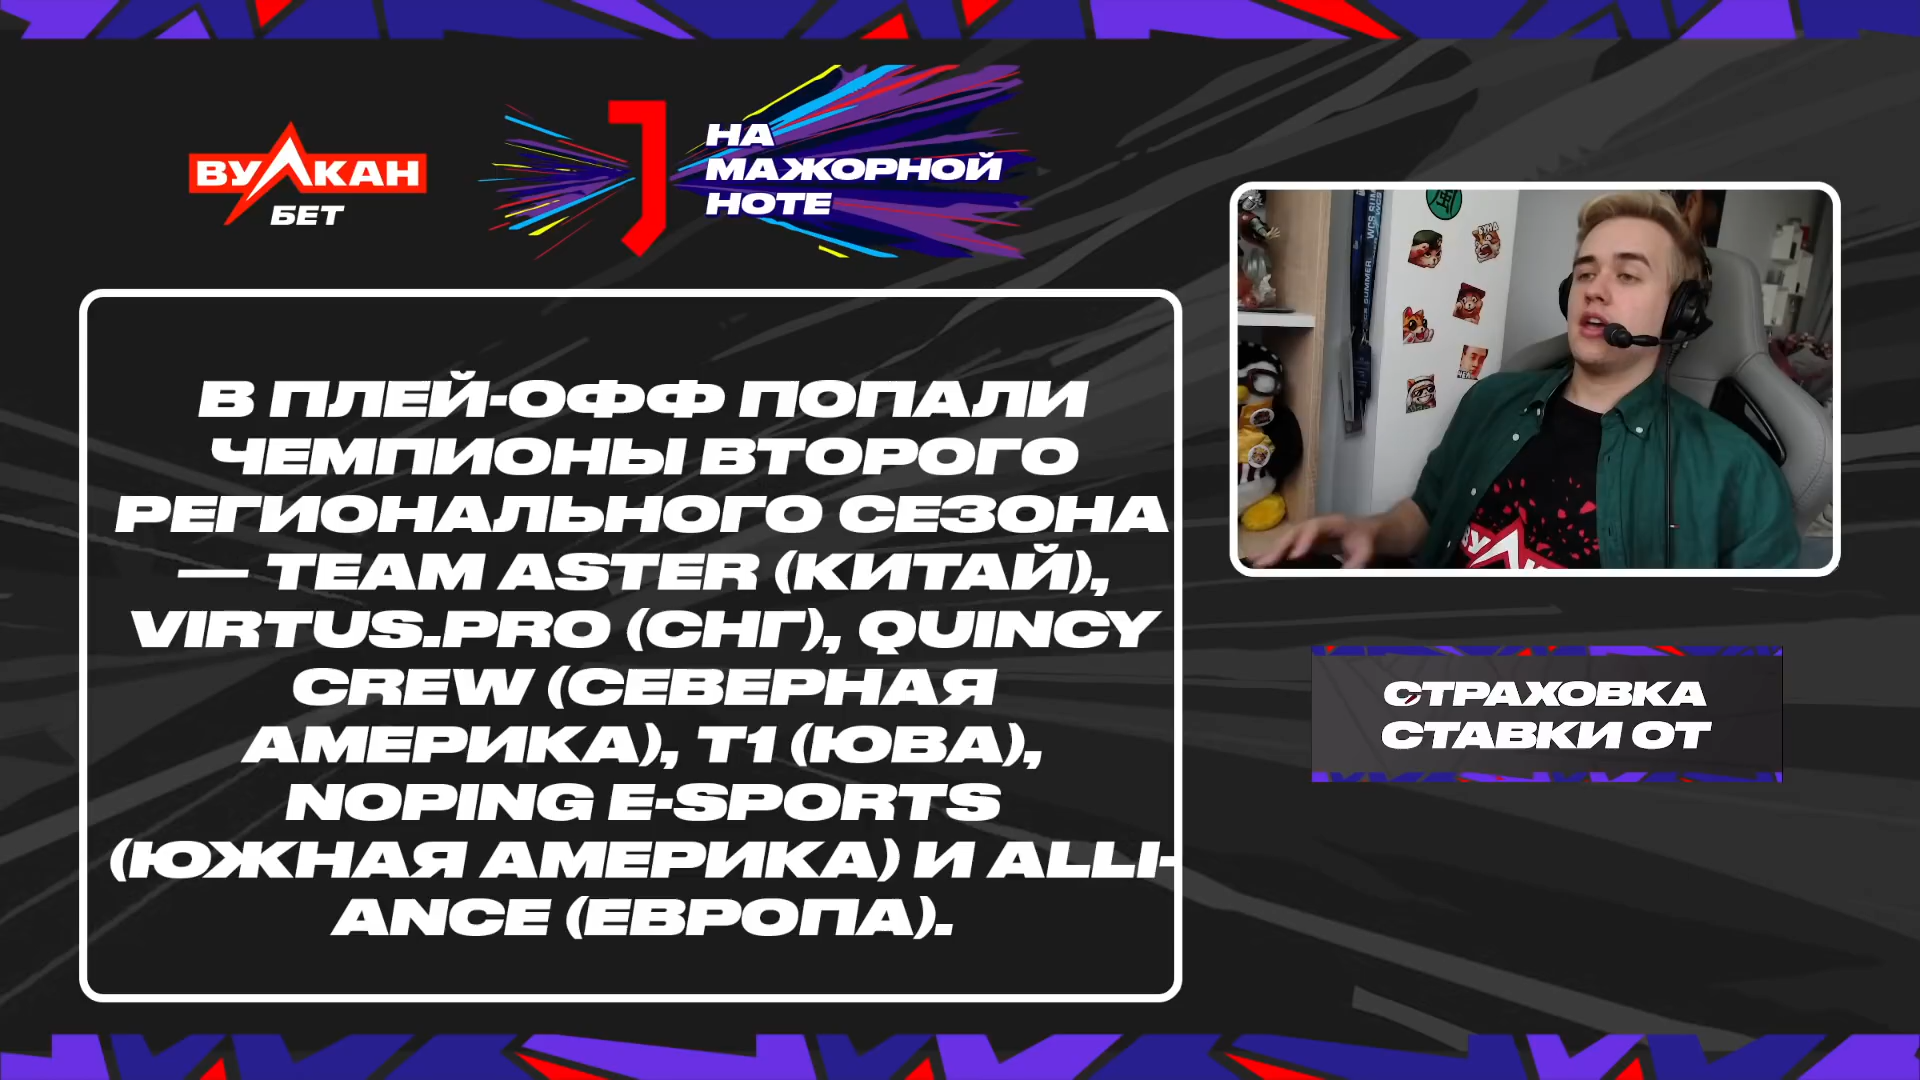 ВУЛКАН
БЕТ
НА
МАЖОРНОЙ
НОТЕ
В ПЛЕЙ-ОФФ ПОПАЛИ
ЧЕМПИОНЫ ВТОРОГО
РЕГИОНАЛЬНОГО СЕЗОНА
— TEAM ASTER (КИТАЙ),
VIRTUS.PRO (СНГ), QUINCY
CREW (СЕВЕРНАЯ
АМЕРИКА), T1 (ЮВА),
NOPING E-SPORTS
(ЮЖНАЯ АМЕРИКА) И ALLI-
ANCE (ЕВРОПА).
СТРАХОВКА
СТАВКИ ОТ